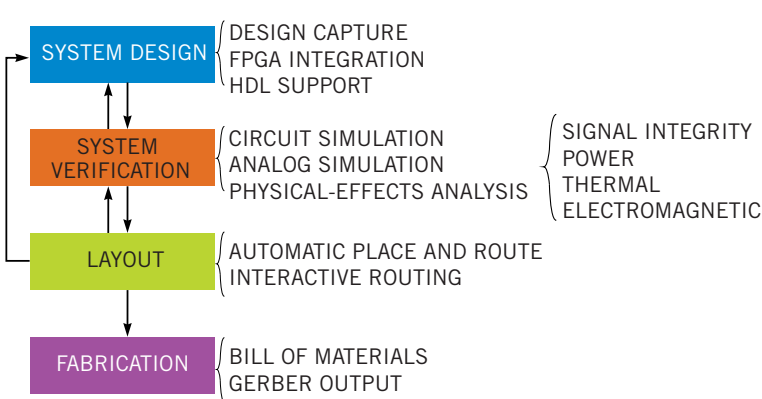 SYSTEM DESIGN
DESIGN CAPTURE
FPGA INTEGRATION
HDL SUPPORT
SYSTEM
VERIFICATION
CIRCUIT SIMULATION
ANALOG SIMULATION
PHYSICAL-EFFECTS ANALYSIS
SIGNAL INTEGRITY
POWER
THERMAL
ELECTROMAGNETIC
LAYOUT
AUTOMATIC PLACE AND ROUTE
INTERACTIVE ROUTING
FABRICATION
BILL OF MATERIALS
GERBER OUTPUT